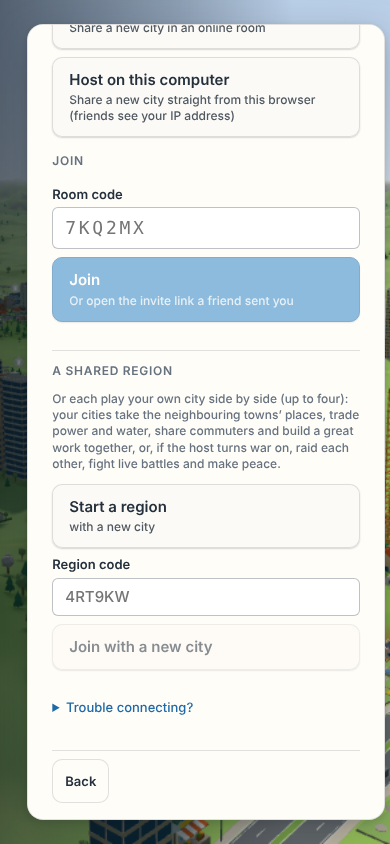 Share a new city in an online room
Host on this computer
Share a new city straight from this browser
(friends see your IP address)
JOIN
Room code
7KQ2MX
Join
Or open the invite link a friend sent you
A SHARED REGION
Or each play your own city side by side (up to four):
your cities take the neighbouring towns’ places, trade
power and water, share commuters and build a great
work together, or, if the host turns war on, raid each
other, fight live battles and make peace.
Start a region
with a new city
Region code
4RT9KW
Join with a new city
Trouble connecting?
Back